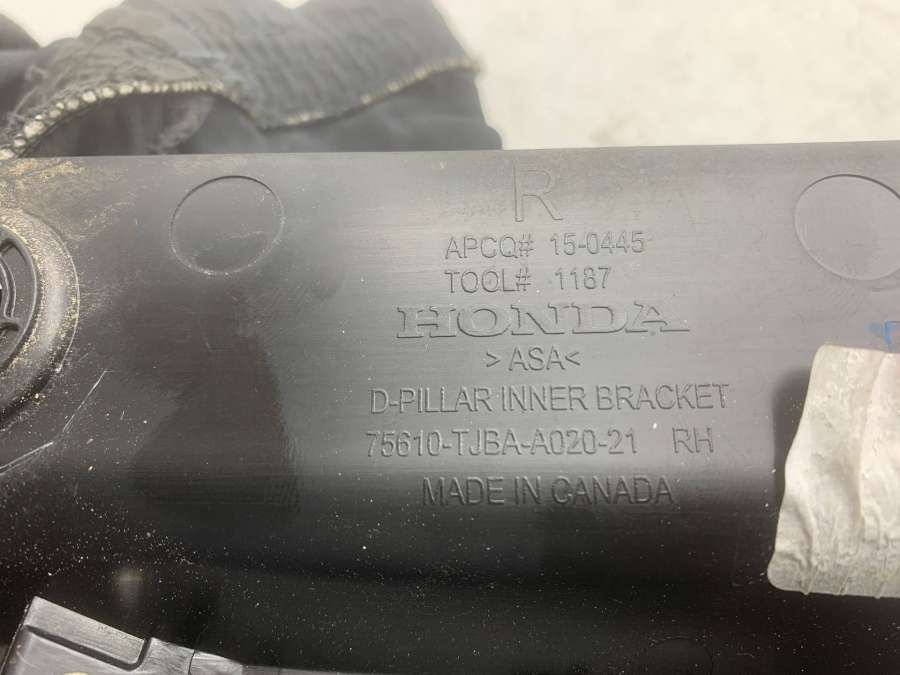 R
APCQ# 15-0445
TOOL# 1187
HONDA
>ASA<
D-PILLAR INNER BRACKET
75610-TJBA-A020-21 RH
MADE IN CANADA